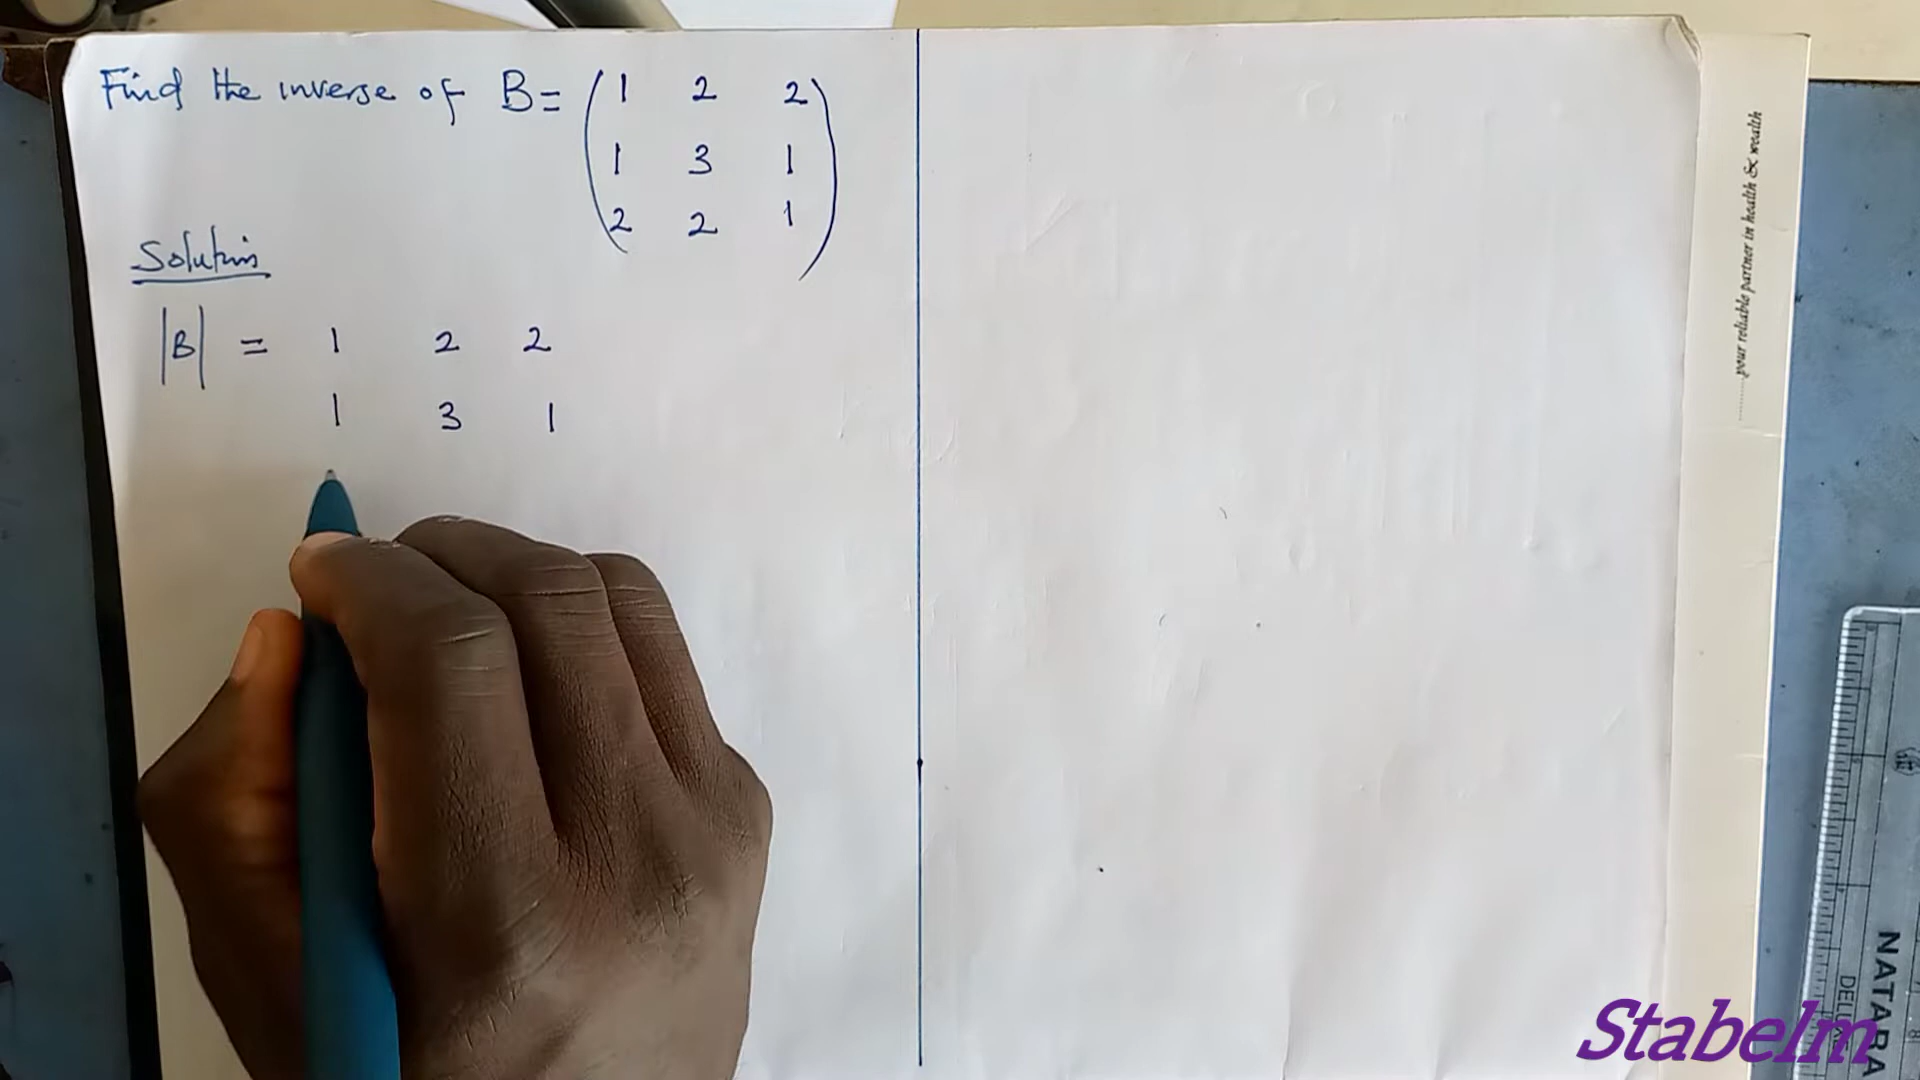 Find the inverse of B = ( 1 2 2
1 3 1
2 2 1 )
Solution
|B| = 1 2 2
1 3 1
..........your reliable partner in health & wealth
NATARA
Stabelm